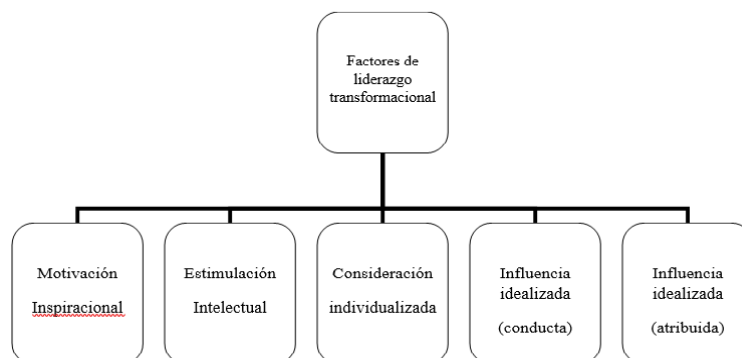 Factores de
liderazgo
transformacional
Motivación
Inspiracional
Estimulación
Intelectual
Consideración
individualizada
Influencia
idealizada
(conducta)
Influencia
idealizada
(atribuida)